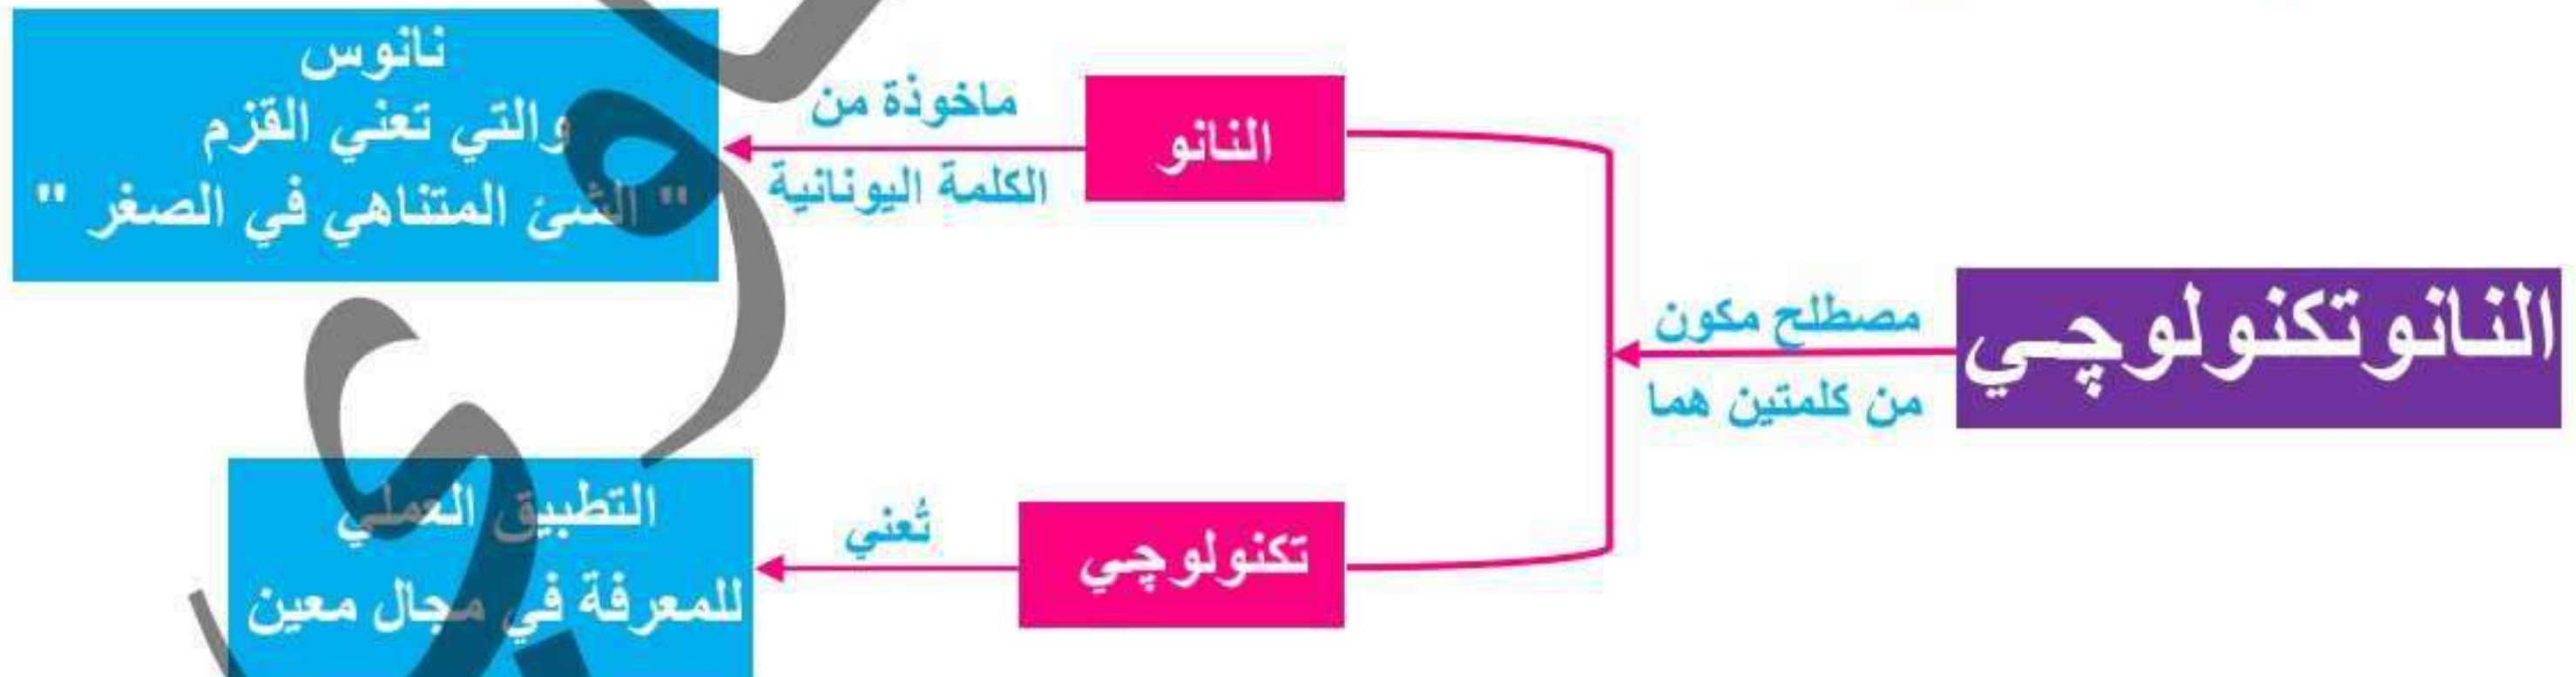 النانوتكنولوچي
مصطلح مكون
من كلمتين هما
النانو
ماخوذة من
الكلمة اليونانية
نانوس
والتي تعني القزم
" الشئ المتناهي في الصغر "
تكنولوچي
تُعني
التطبيق العملي
للمعرفة في مجال معين